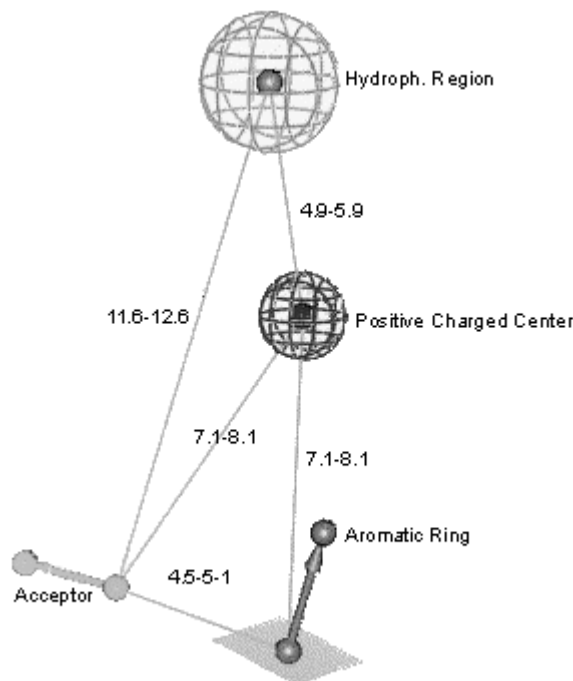 Hydroph. Region
4.9-5.9
11.6-12.6
Positive Charged Center
7.1-8.1
7.1-8.1
Aromatic Ring
4.5-5-1
Acceptor